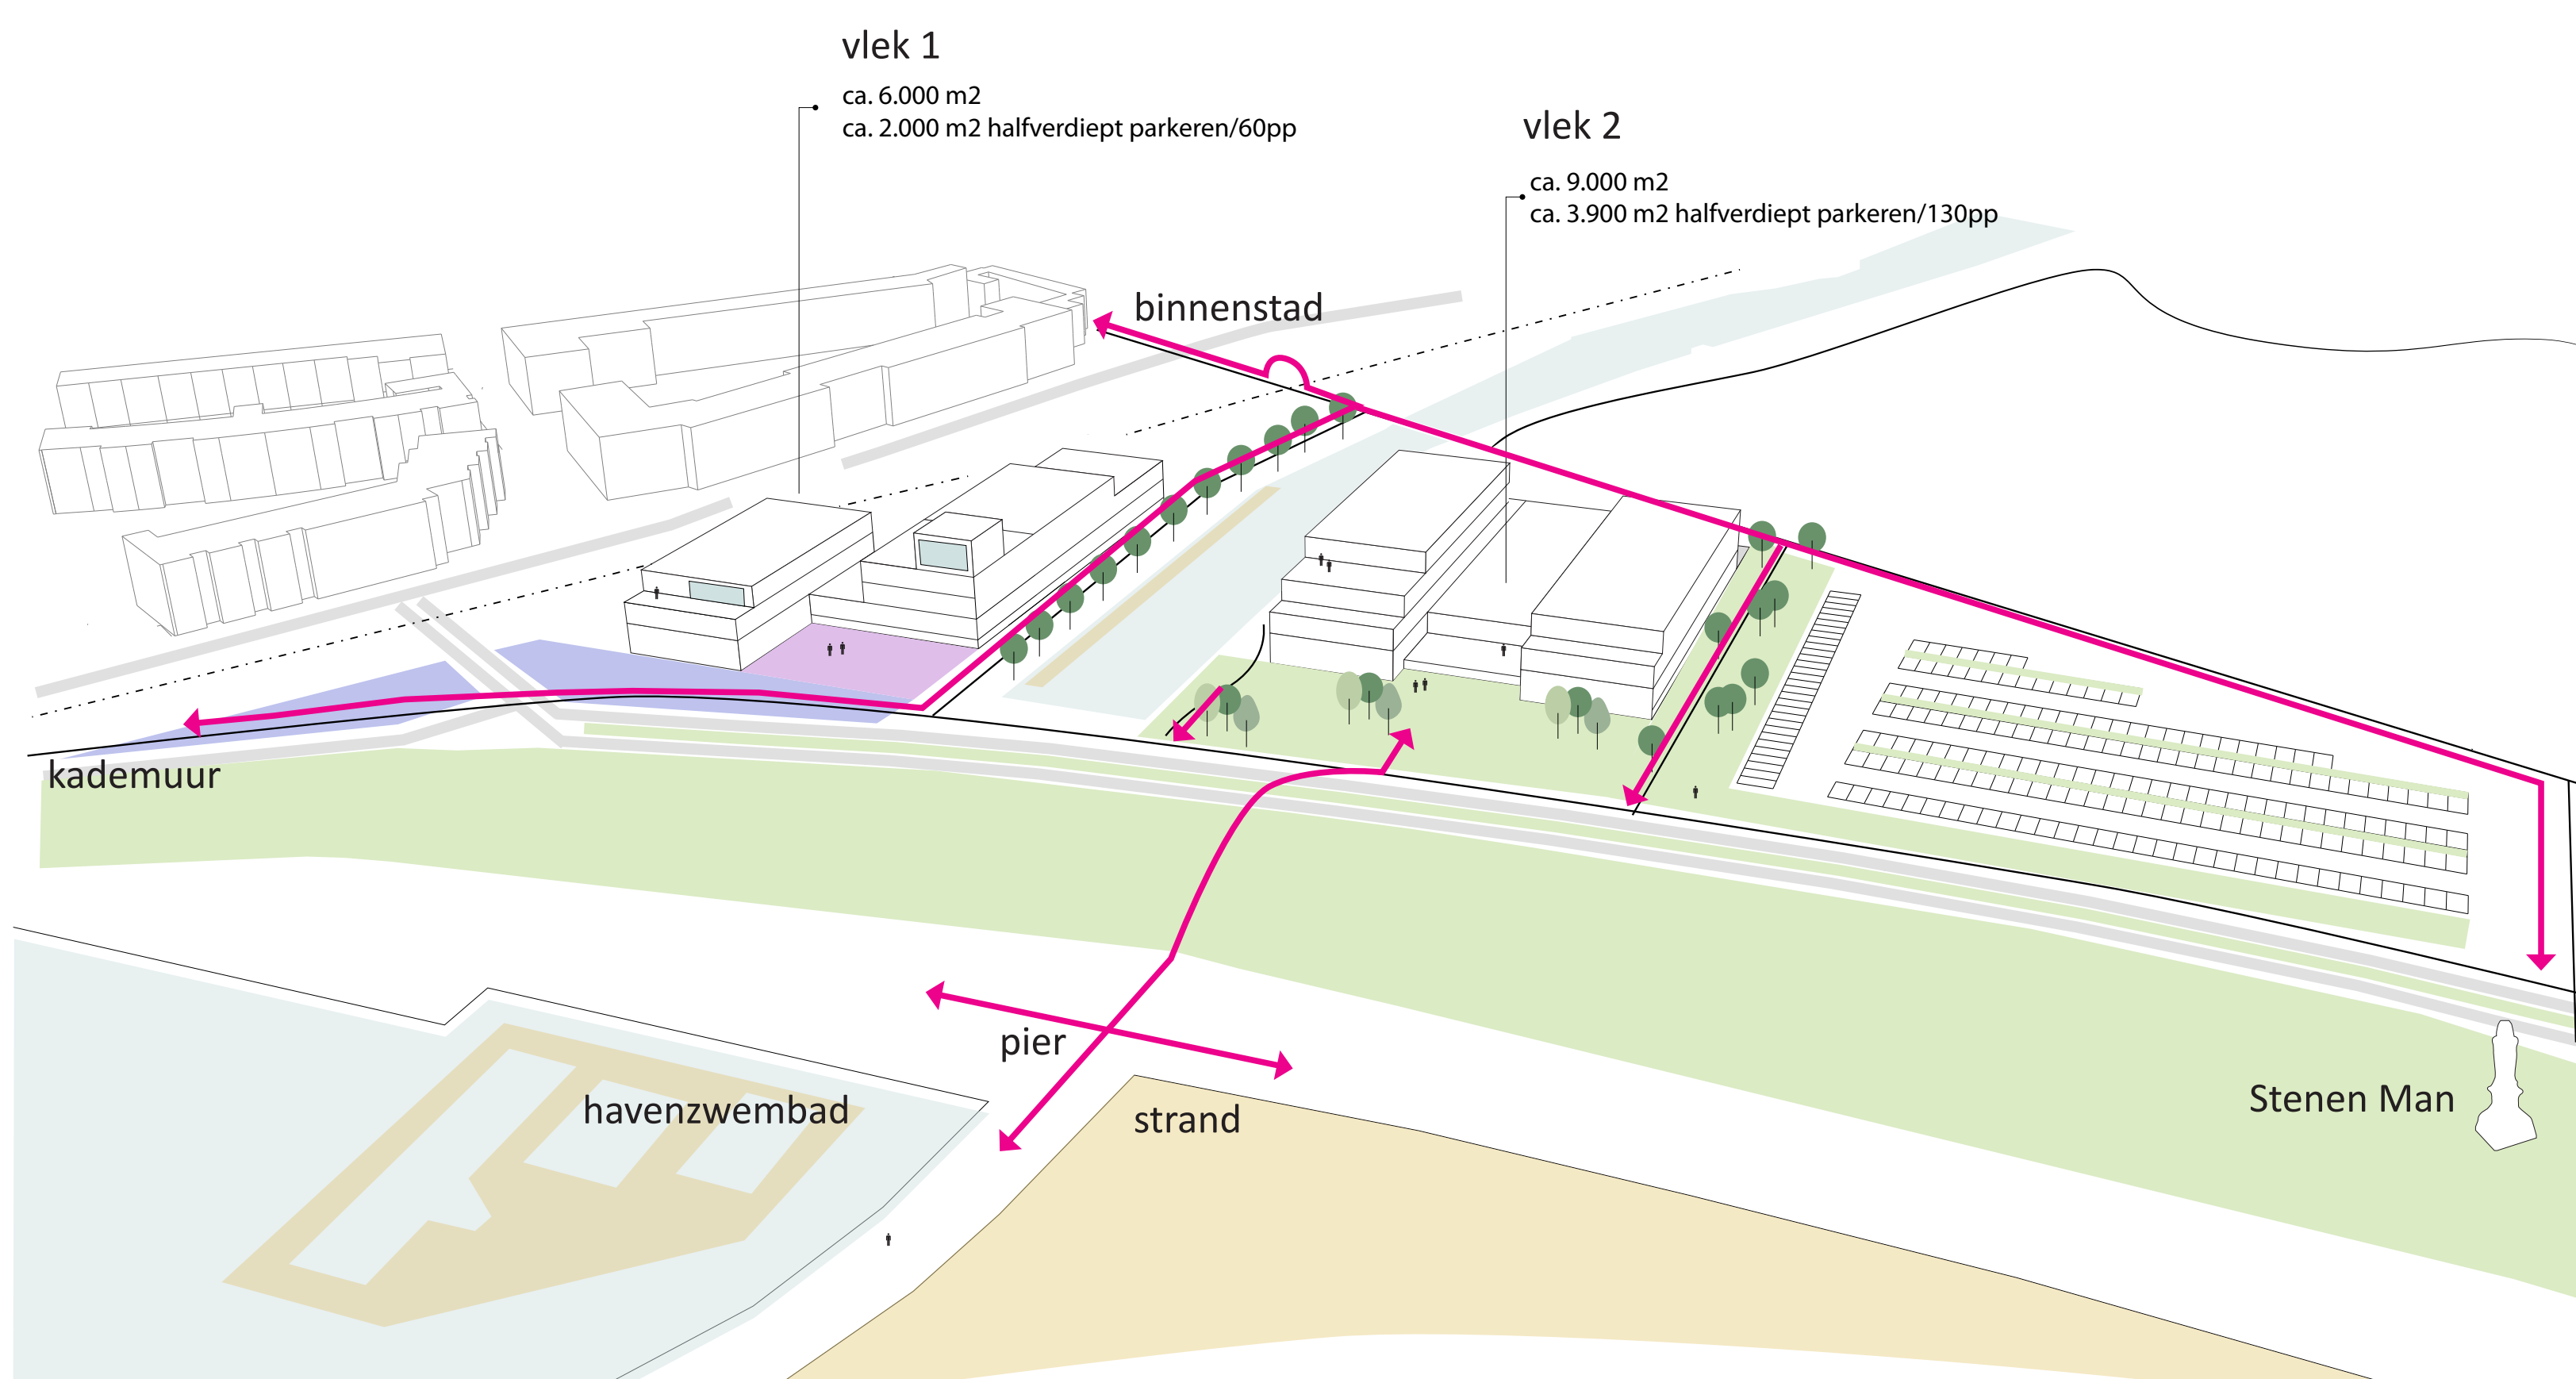 vlek 1
ca. 6.000 m2
ca. 2.000 m2 halfverdiept parkeren/60pp
vlek 2
ca. 9.000 m2
ca. 3.900 m2 halfverdiept parkeren/130pp
binnenstad
kademuur
pier
havenzwembad
strand
Stenen Man